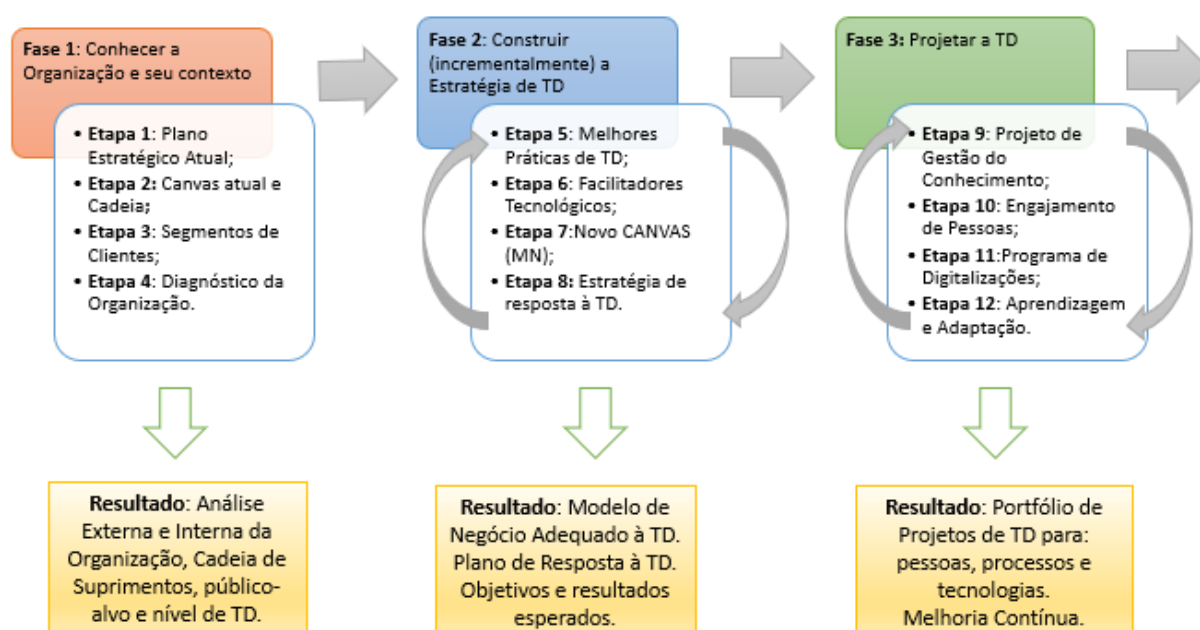 Fase 1: Conhecer a
Organização e seu contexto
• Etapa 1: Plano
Estratégico Atual;
• Etapa 2: Canvas atual e
Cadeia;
• Etapa 3: Segmentos de
Clientes;
• Etapa 4: Diagnóstico da
Organização.
Resultado: Análise
Externa e Interna da
Organização, Cadeia de
Suprimentos, público-
alvo e nível de TD.
Fase 2: Construir
(incrementalmente) a
Estratégia de TD
• Etapa 5: Melhores
Práticas de TD;
• Etapa 6: Facilitadores
Tecnológicos;
• Etapa 7:Novo CANVAS
(MN);
• Etapa 8: Estratégia de
resposta à TD.
Resultado: Modelo de
Negócio Adequado à TD.
Plano de Resposta à TD.
Objetivos e resultados
esperados.
Fase 3: Projetar a TD
• Etapa 9: Projeto de
Gestão do
Conhecimento;
• Etapa 10: Engajamento
de Pessoas;
• Etapa 11:Programa de
Digitalizações;
• Etapa 12: Aprendizagem
e Adaptação.
Resultado: Portfólio de
Projetos de TD para:
pessoas, processos e
tecnologias.
Melhoria Contínua.